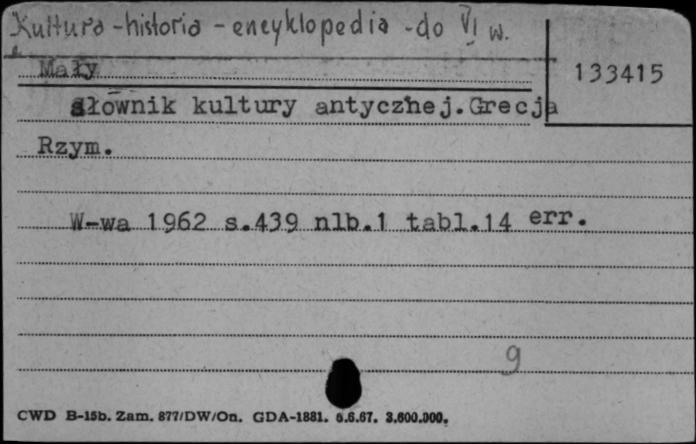 Kultura - historia - encyklopedia - do VI w.
Mały
133415
słownik kultury antycznej.Grecja
Rzym.
W-wa 1962 s.439 nlb.1 tabl.14 err.
9
CWD B-15b. Zam. 877/DW/On. GDA-1881. 6.6.67. 3.600.000.